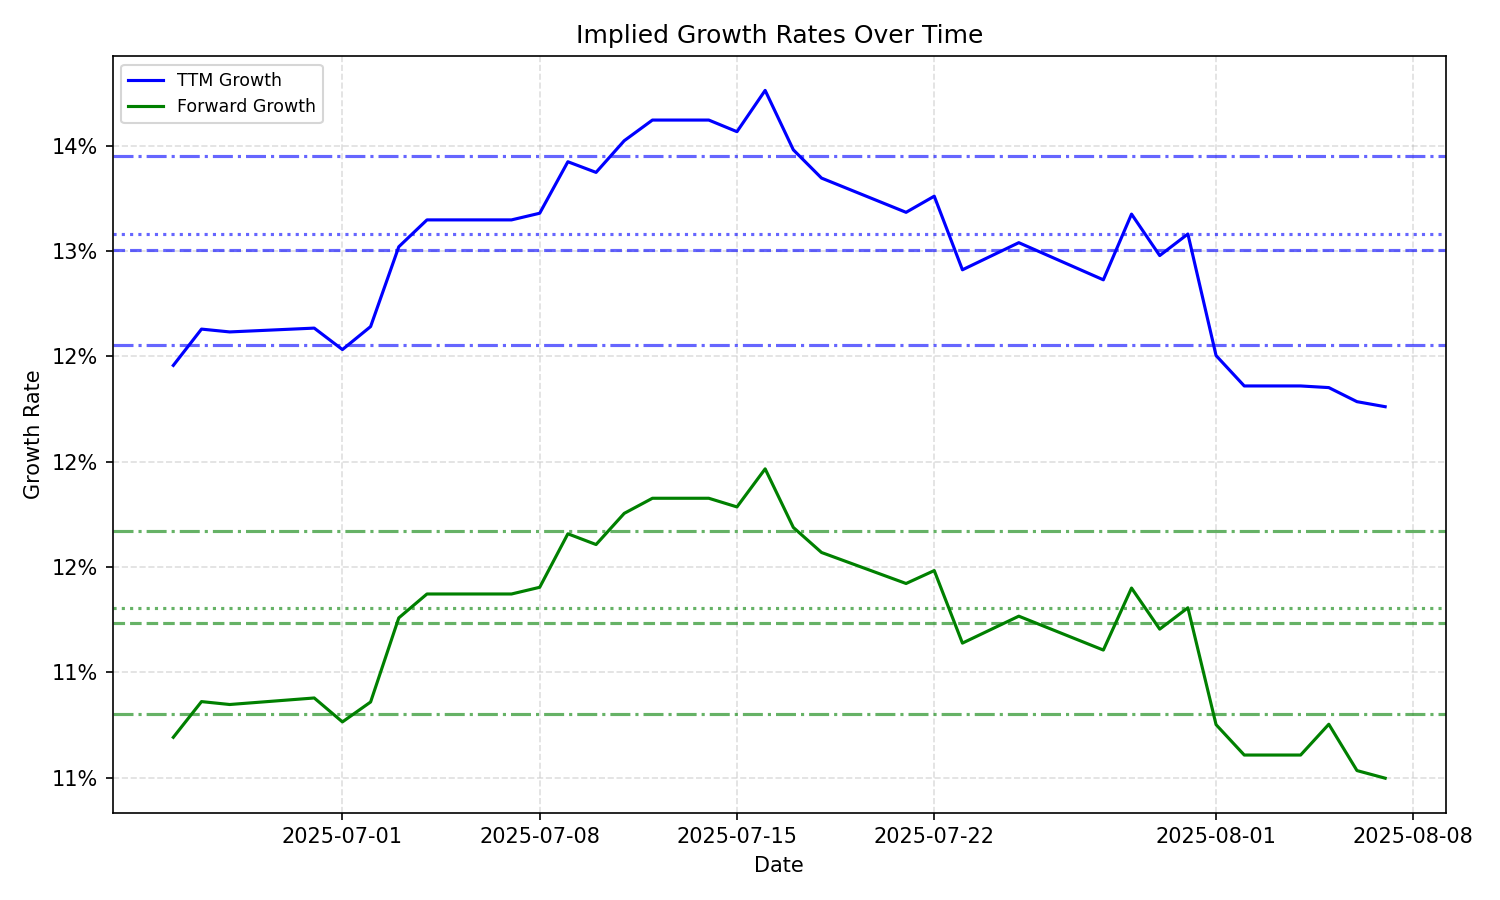 Implied Growth Rates Over Time
TTM Growth
Forward Growth
14%
13%
12%
12%
12%
11%
11%
Growth Rate
2025-07-01
2025-07-08
2025-07-15
2025-07-22
2025-08-01
2025-08-08
Date